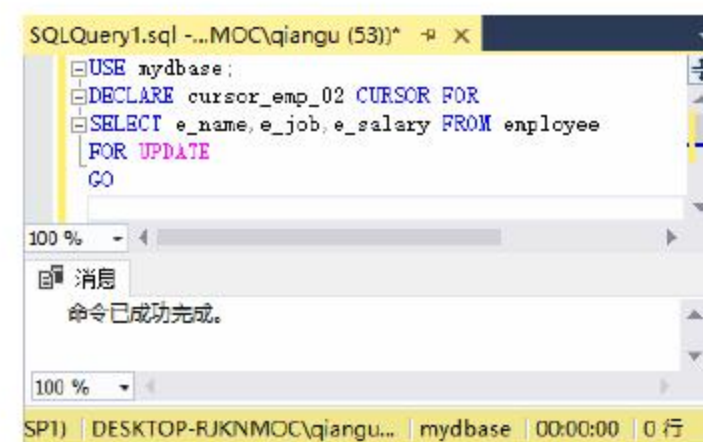 SQLQuery1.sql -...MOC\qiangu (53))*
USE mydbase;
DECLARE cursor_emp_02 CURSOR FOR
SELECT e_name,e_job,e_salary FROM employee
FOR UPDATE
GO
100 %
消息
命令已成功完成。
100 %
SP1) DESKTOP-RJKNMOC\qiangu... mydbase 00:00:00 0 行